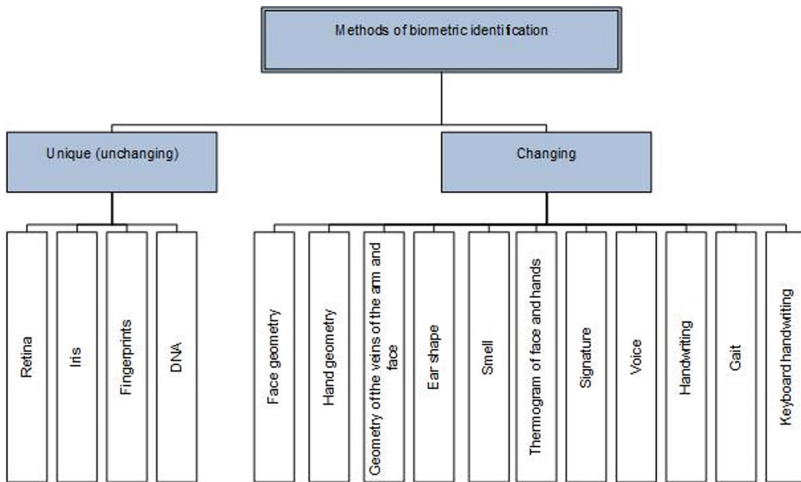 Methods of biometric identification
Unique (unchanging)
Changing
Retina
Iris
Fingerprints
DNA
Face geometry
Hand geometry
Geometry of the veins of the arm and
face
Ear shape
Smell
Thermogram of face and hands
Signature
Voice
Handwriting
Gait
Keyboard handwriting